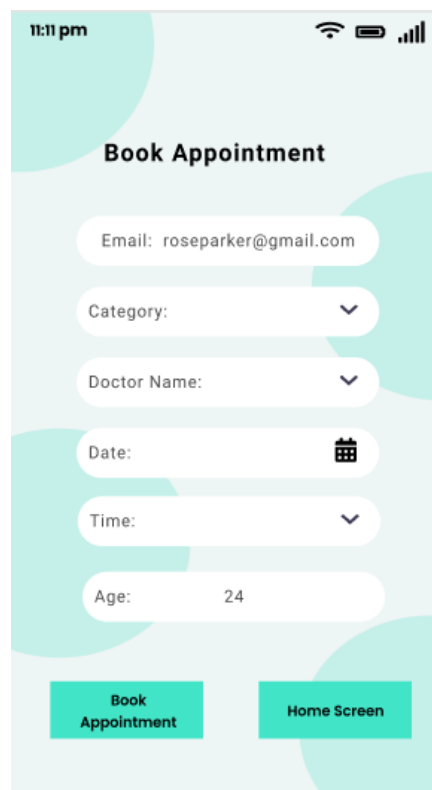 11:11 pm
Book Appointment
Email: roseparker@gmail.com
Category:
Doctor Name:
Date:
Time:
Age: 24
Book
Appointment
Home Screen